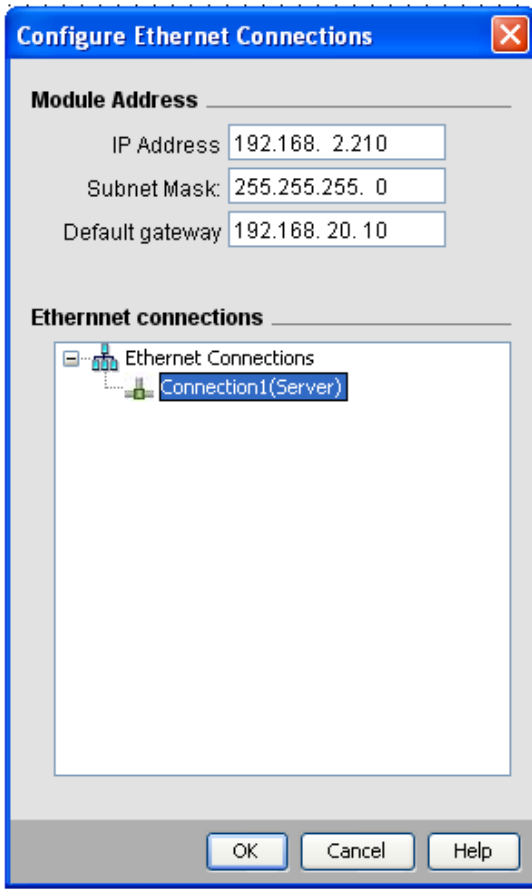 Configure Ethernet Connections
Module Address
IP Address 192.168. 2.210
Subnet Mask: 255.255.255. 0
Default gateway 192.168. 20. 10
Ethernnet connections
Ethernet Connections
Connection1(Server)
OK Cancel Help